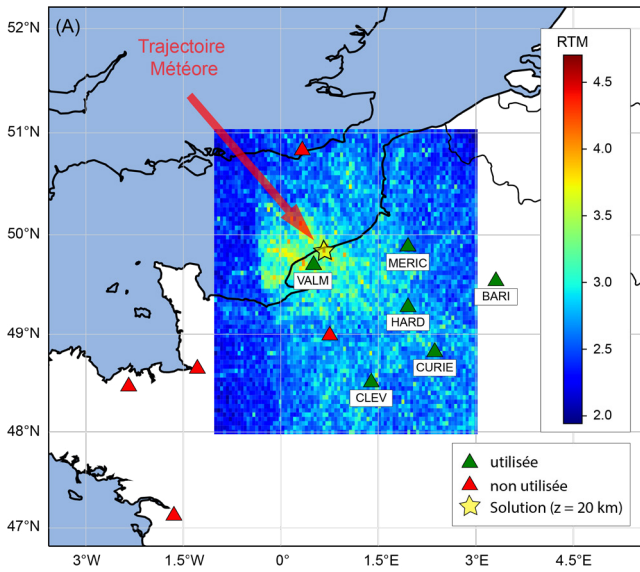 (A)
Trajectoire
Météore
RTM
4.5
4.0
3.5
3.0
2.5
2.0
52°N
51°N
50°N
49°N
48°N
47°N
VALM
MERIC
BARI
HARD
CURIE
CLEV
utilisée
non utilisée
Solution (z = 20 km)
3°W
1.5°W
0°
1.5°E
3°E
4.5°E